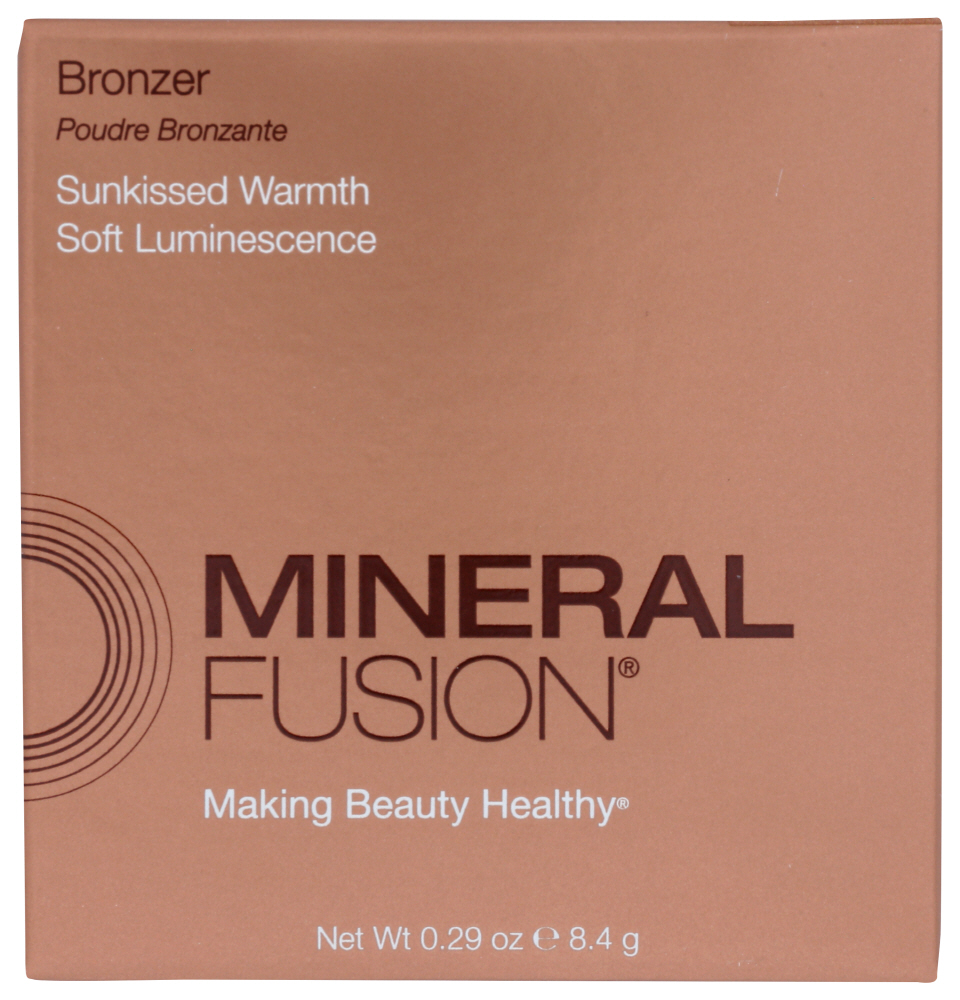 Bronzer
Poudre Bronzante
Sunkissed Warmth
Soft Luminescence
MINERAL
FUSION®
Making Beauty Healthy®
Net Wt 0.29 oz ℮ 8.4 g